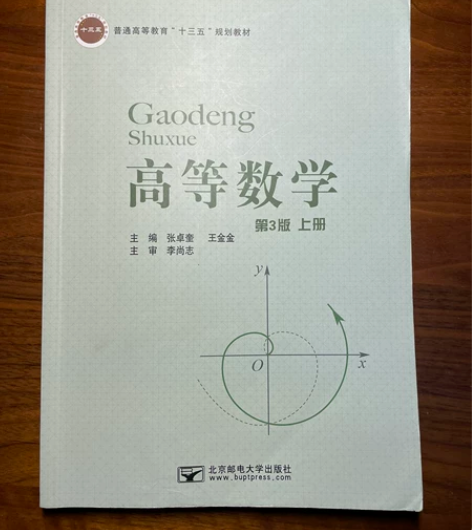 十三五
普通高等教育“十三五”规划教材
Gaodeng
Shuxue
高等数学
第3版 上册
主 编 张卓奎 王金金
主 审 李尚志
y
O
x
北京邮电大学出版社
www.buptpress.com